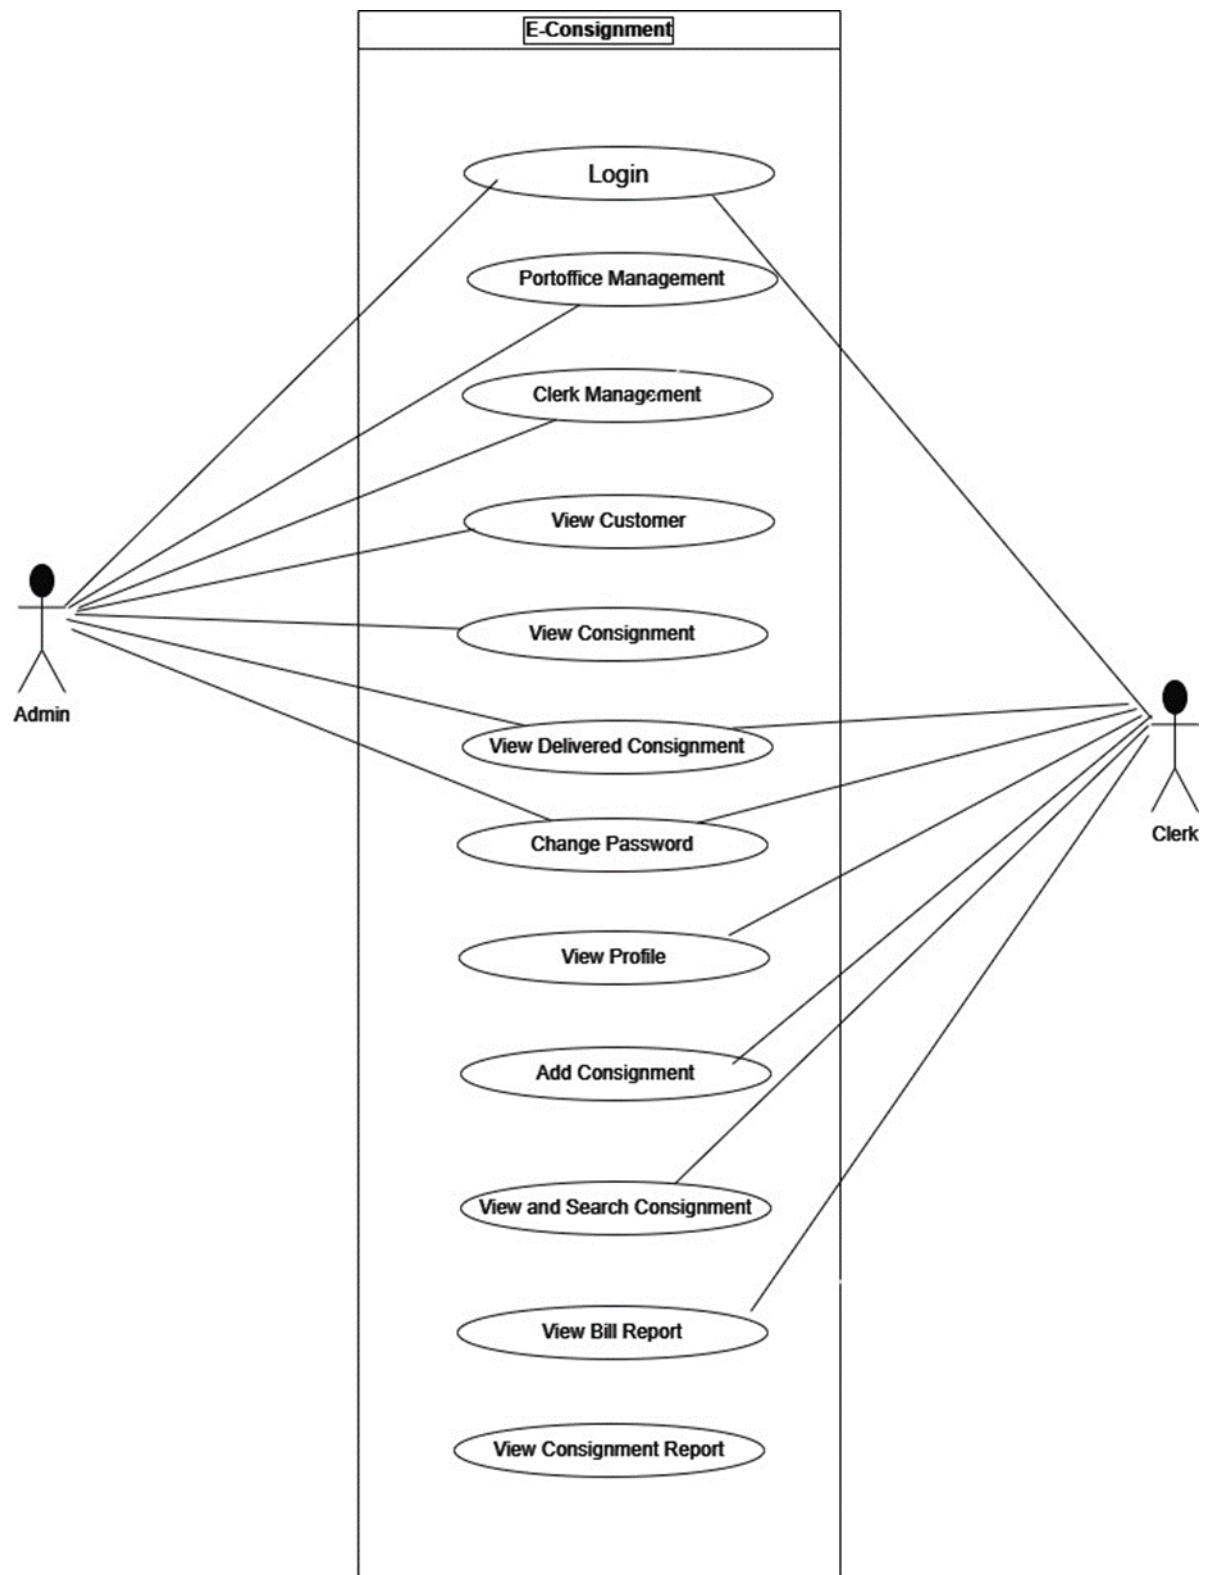 E-Consignment
Login
Portoffice Management
Clerk Management
View Customer
View Consignment
Admin
View Delivered Consignment
Clerk
Change Password
View Profile
Add Consignment
View and Search Consignment
View Bill Report
View Consignment Report